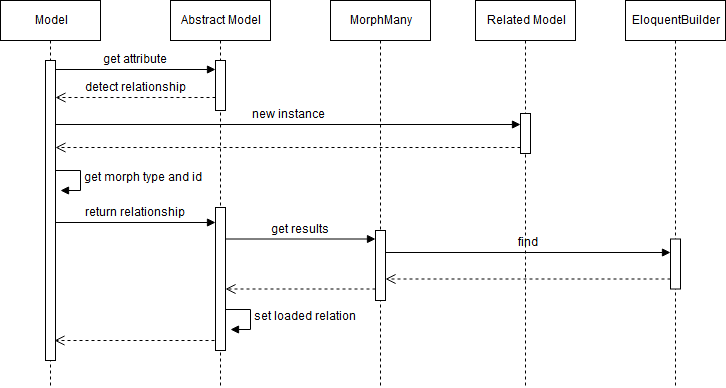 Model
Abstract Model
MorphMany
Related Model
EloquentBuilder
get attribute
detect relationship
new instance
get morph type and id
return relationship
get results
find
set loaded relation